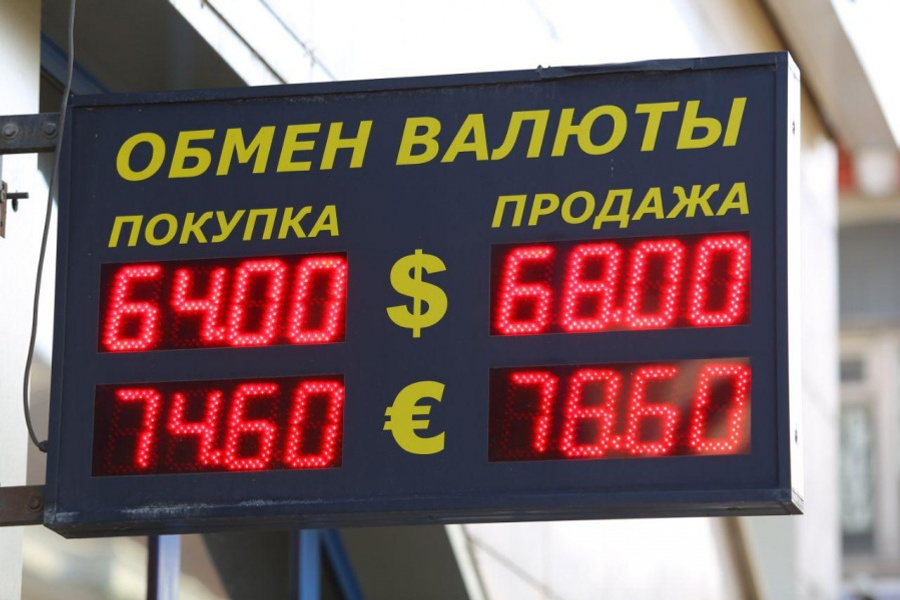 ОБМЕН ВАЛЮТЫ
ПОКУПКА ПРОДАЖА
64.00 $ 68.00
74.60 € 78.60